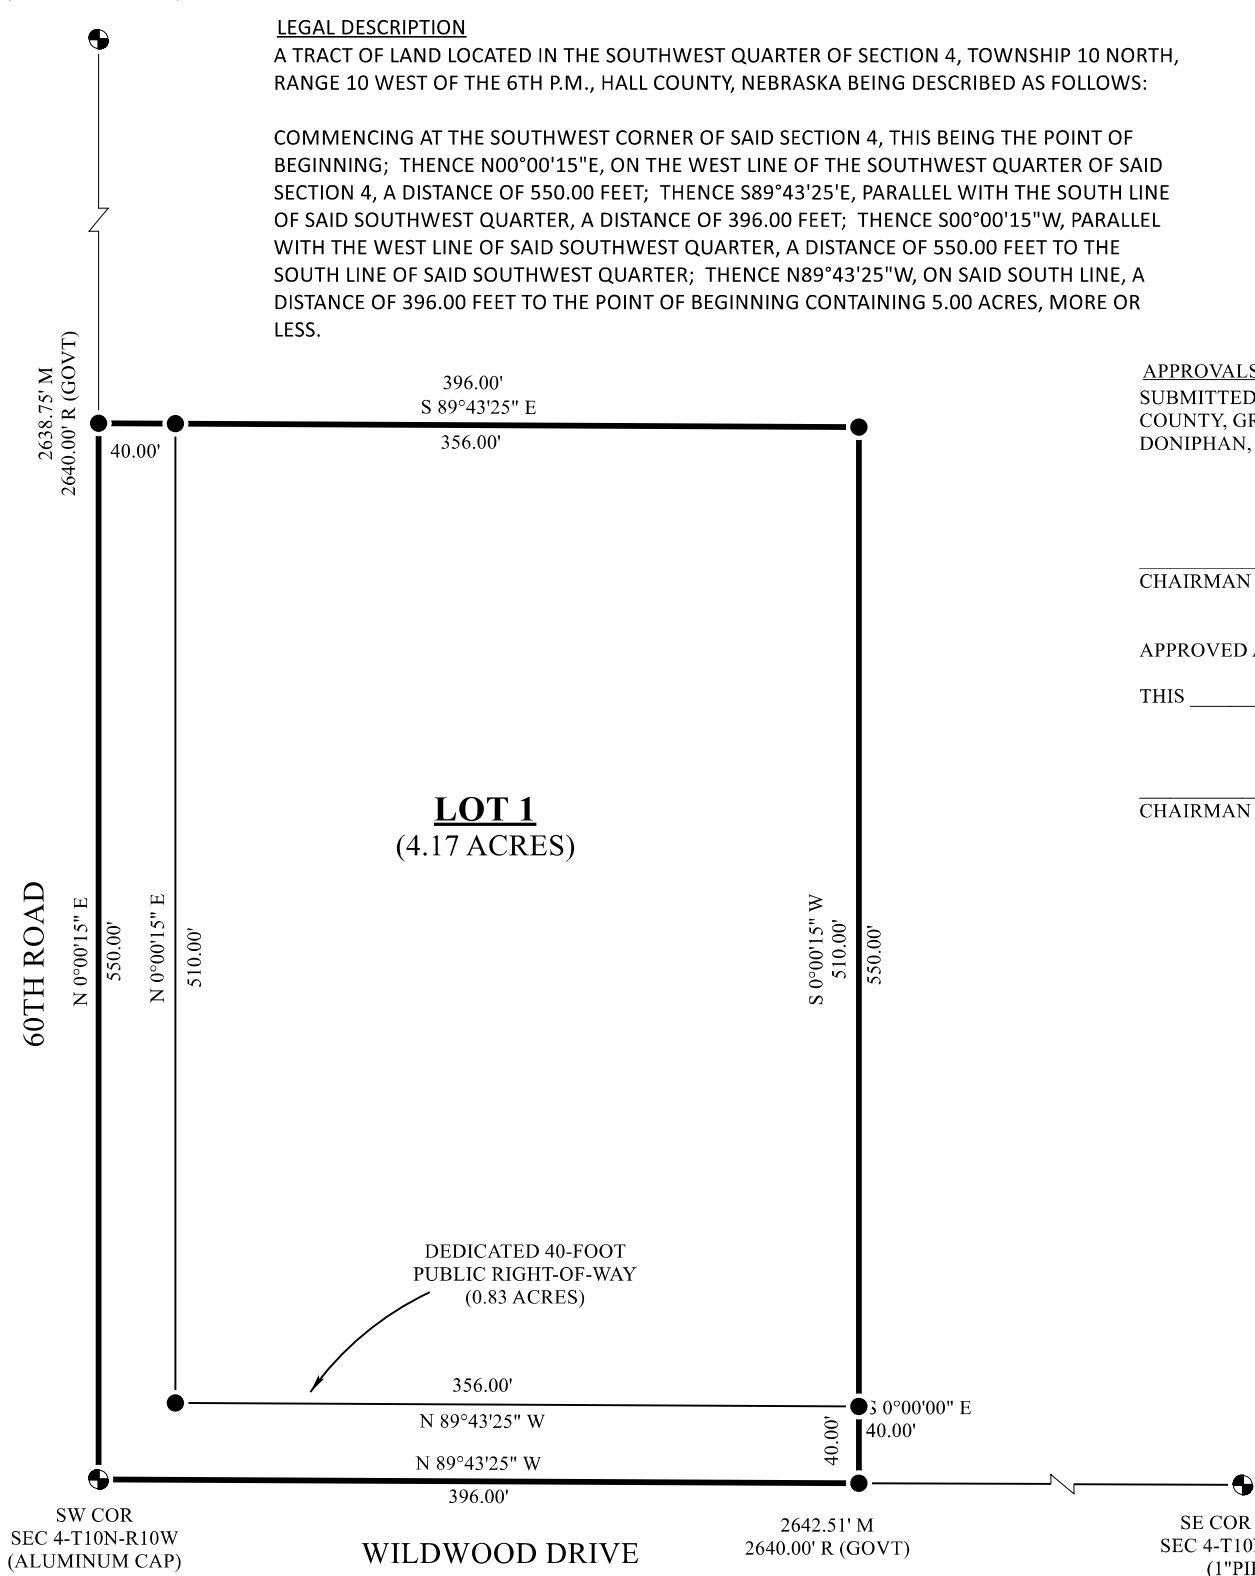 LEGAL DESCRIPTION
A TRACT OF LAND LOCATED IN THE SOUTHWEST QUARTER OF SECTION 4, TOWNSHIP 10 NORTH,
RANGE 10 WEST OF THE 6TH P.M., HALL COUNTY, NEBRASKA BEING DESCRIBED AS FOLLOWS:
COMMENCING AT THE SOUTHWEST CORNER OF SAID SECTION 4, THIS BEING THE POINT OF
BEGINNING; THENCE N00°00'15"E, ON THE WEST LINE OF THE SOUTHWEST QUARTER OF SAID
SECTION 4, A DISTANCE OF 550.00 FEET; THENCE S89°43'25'E, PARALLEL WITH THE SOUTH LINE
OF SAID SOUTHWEST QUARTER, A DISTANCE OF 396.00 FEET; THENCE S00°00'15"W, PARALLEL
WITH THE WEST LINE OF SAID SOUTHWEST QUARTER, A DISTANCE OF 550.00 FEET TO THE
SOUTH LINE OF SAID SOUTHWEST QUARTER; THENCE N89°43'25"W, ON SAID SOUTH LINE, A
DISTANCE OF 396.00 FEET TO THE POINT OF BEGINNING CONTAINING 5.00 ACRES, MORE OR
LESS.
2638.75' M
2640.00' R (GOVT)
396.00'
S 89°43'25" E
40.00'
356.00'
APPROVALS
SUBMITTED
COUNTY, GR
DONIPHAN,
CHAIRMAN
APPROVED A
THIS
CHAIRMAN
LOT 1
(4.17 ACRES)
60TH ROAD
N 0°00'15" E
550.00'
N 0°00'15" E
510.00'
S 0°00'15" W
510.00'
550.00'
DEDICATED 40-FOOT
PUBLIC RIGHT-OF-WAY
(0.83 ACRES)
356.00'
N 89°43'25" W
S 0°00'00" E
40.00'
40.00'
N 89°43'25" W
396.00'
SW COR
SEC 4-T10N-R10W
(ALUMINUM CAP)
WILDWOOD DRIVE
2642.51' M
2640.00' R (GOVT)
SE COR
SEC 4-T10
(1"PI